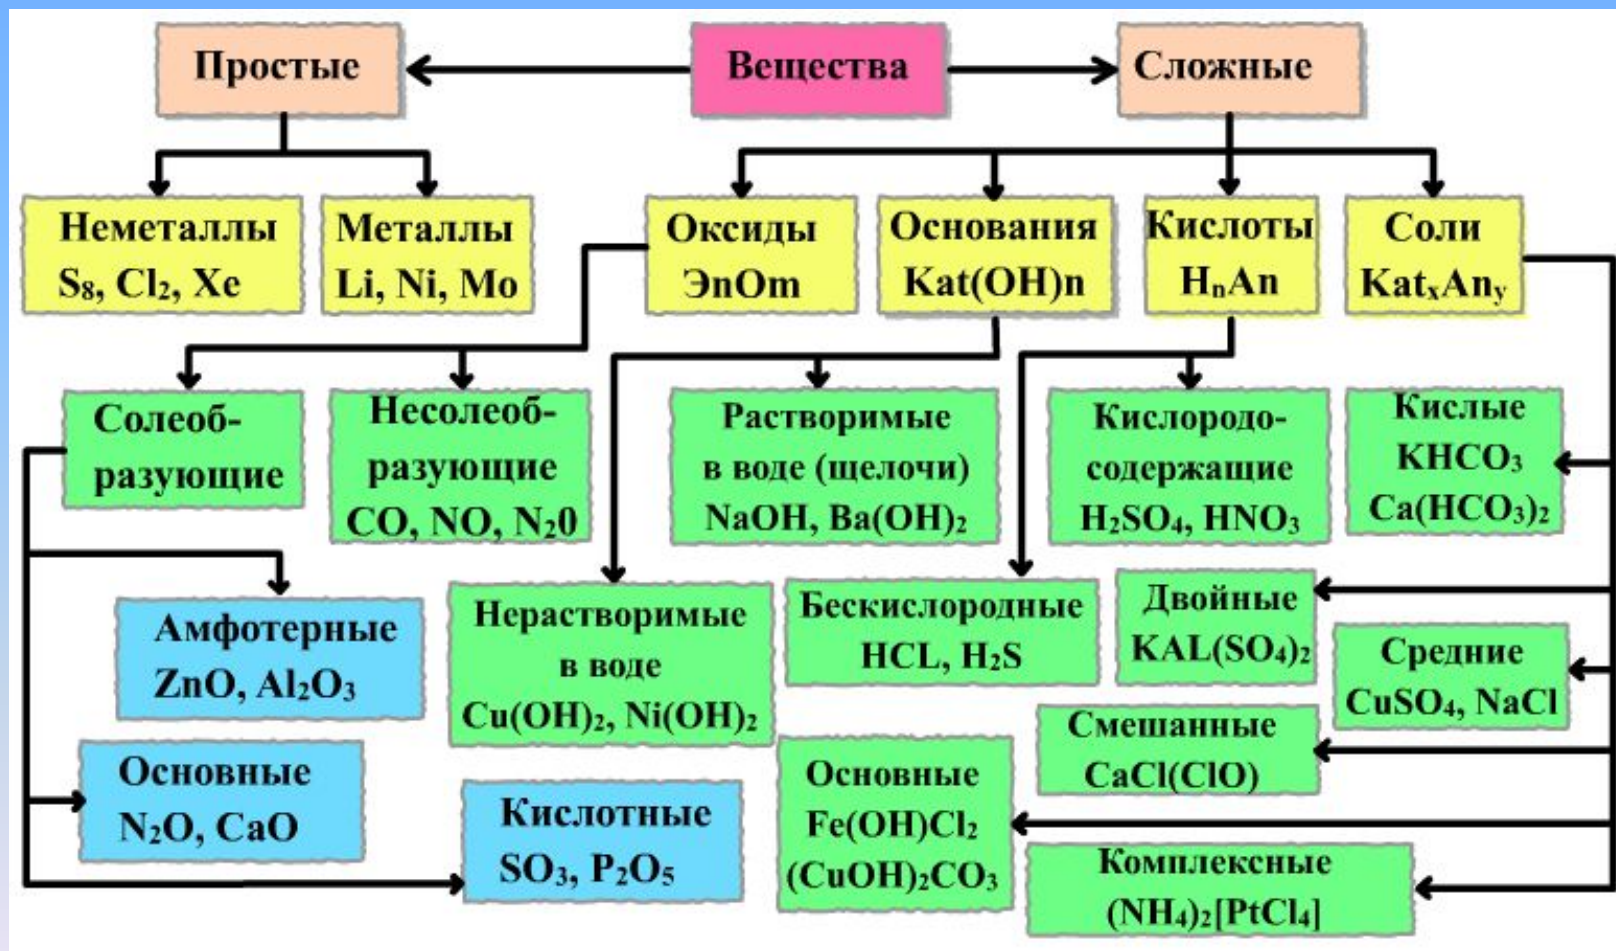 Простые
Вещества
Сложные
Неметаллы
S₈, Cl₂, Xe
Металлы
Li, Ni, Mo
Оксиды
ЭnOm
Основания
Kat(OH)n
Кислоты
HₙAn
Соли
KatₓAnᵧ
Солеоб-
разующие
Несолеоб-
разующие
CO, NO, N₂0
Растворимые
в воде (щелочи)
NaOH, Ba(OH)₂
Кислородо-
содержащие
H₂SO₄, HNO₃
Кислые
KHCO₃
Ca(HCO₃)₂
Амфотерные
ZnO, Al₂O₃
Нерастворимые
в воде
Cu(OH)₂, Ni(OH)₂
Бескислородные
HCL, H₂S
Двойные
KAL(SO₄)₂
Средние
CuSO₄, NaCl
Смешанные
CaCl(ClO)
Основные
N₂O, CaO
Кислотные
SO₃, P₂O₅
Основные
Fe(OH)Cl₂
(CuOH)₂CO₃
Комплексные
(NH₄)₂[PtCl₄]